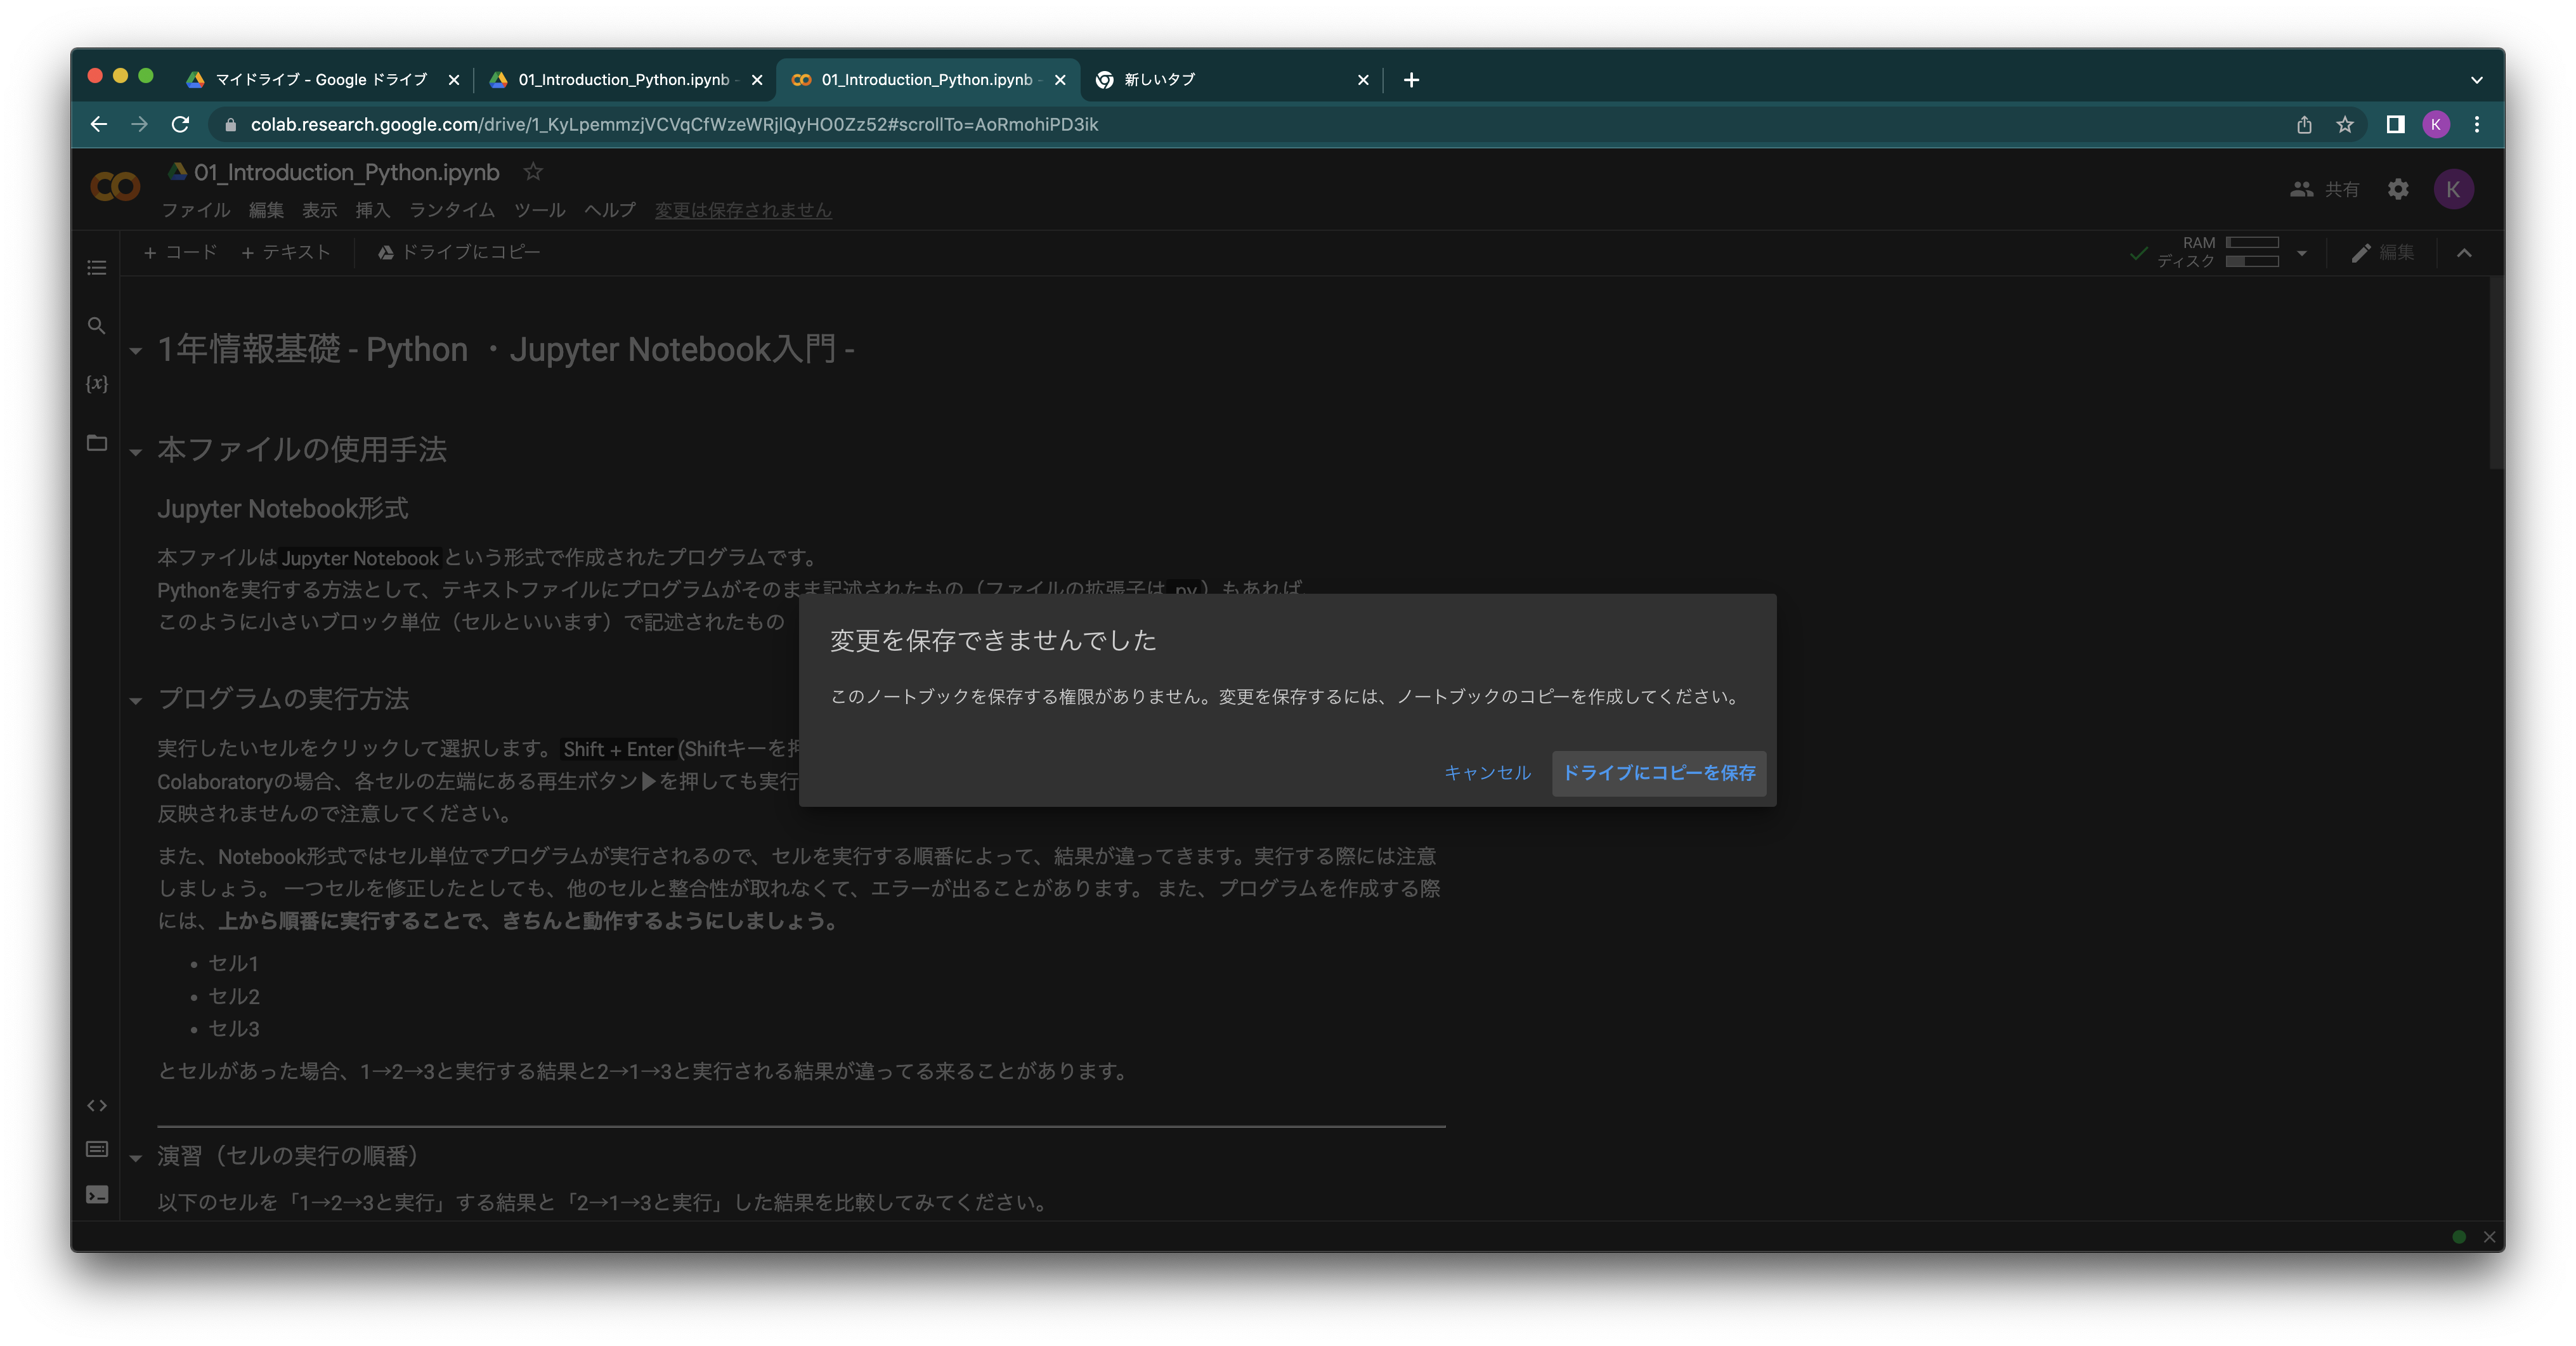 マイドライブ - Google ドライブ
01_Introduction_Python.ipynb -
01_Introduction_Python.ipynb -
新しいタブ
colab.research.google.com/drive/1_KyLpemmzjVCVqCfWzeWRjlQyHO0Zz52#scrollTo=AoRmohiPD3ik
K
01_Introduction_Python.ipynb
ファイル 編集 表示 挿入 ランタイム ツール ヘルプ 変更は保存されません
共有
K
+ コード + テキスト ドライブにコピー
RAM
ディスク
編集
{x}
1年情報基礎 - Python ・Jupyter Notebook入門 -
本ファイルの使用手法
Jupyter Notebook形式
本ファイルは Jupyter Notebook という形式で作成されたプログラムです。
Pythonを実行する方法として、テキストファイルにプログラムがそのまま記述されたもの（ファイルの拡張子は .py）もあれば、
このように小さいブロック単位（セルといいます）で記述されたもの
変更を保存できませんでした
このノートブックを保存する権限がありません。変更を保存するには、ノートブックのコピーを作成してください。
キャンセル ドライブにコピーを保存
プログラムの実行方法
実行したいセルをクリックして選択します。 Shift + Enter (Shiftキーを押
Colaboratoryの場合、各セルの左端にある再生ボタン▶を押しても実行
反映されませんので注意してください。
また、Notebook形式ではセル単位でプログラムが実行されるので、セルを実行する順番によって、結果が違ってきます。実行する際には注意
しましょう。 一つセルを修正したとしても、他のセルと整合性が取れなくて、エラーが出ることがあります。 また、プログラムを作成する際
には、上から順番に実行することで、きちんと動作するようにしましょう。
• セル1
• セル2
• セル3
とセルがあった場合、1→2→3と実行する結果と2→1→3と実行される結果が違ってる来ることがあります。
演習（セルの実行の順番）
以下のセルを「1→2→3と実行」する結果と「2→1→3と実行」した結果を比較してみてください。